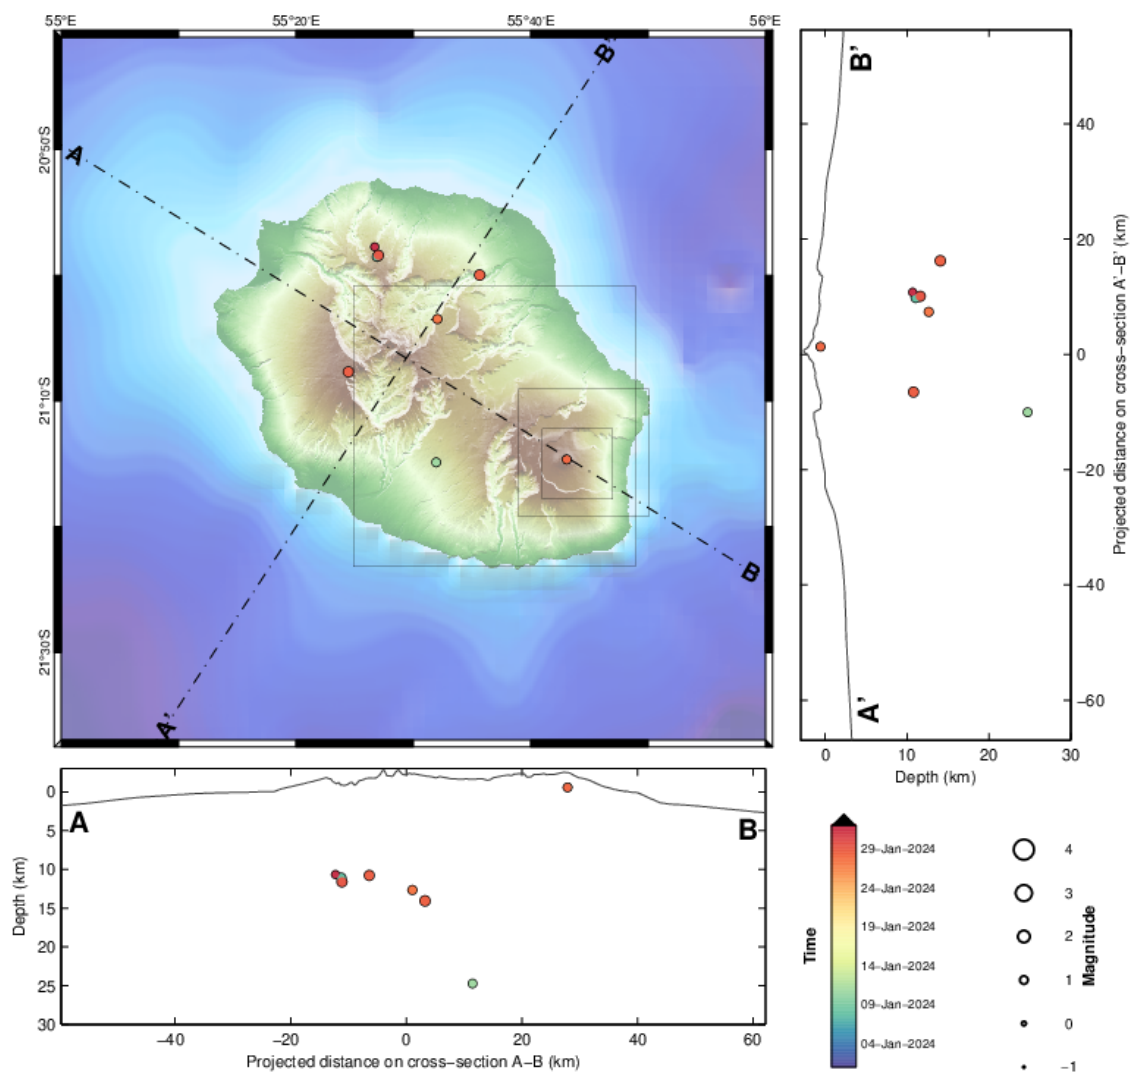 55°E 55°20'E 55°40'E 56°E
20°50'S
21°10'S
21°30'S
A
B'
B
A'
B'
A'
40
20
0
−20
−40
−60
Projected distance on cross−section A'−B' (km)
0 10 20 30
Depth (km)
A
B
0
5
10
15
20
25
30
Depth (km)
−40 −20 0 20 40 60
Projected distance on cross−section A−B (km)
Time
29−Jan−2024
24−Jan−2024
19−Jan−2024
14−Jan−2024
09−Jan−2024
04−Jan−2024
4
3
2
1
0
−1
Magnitude